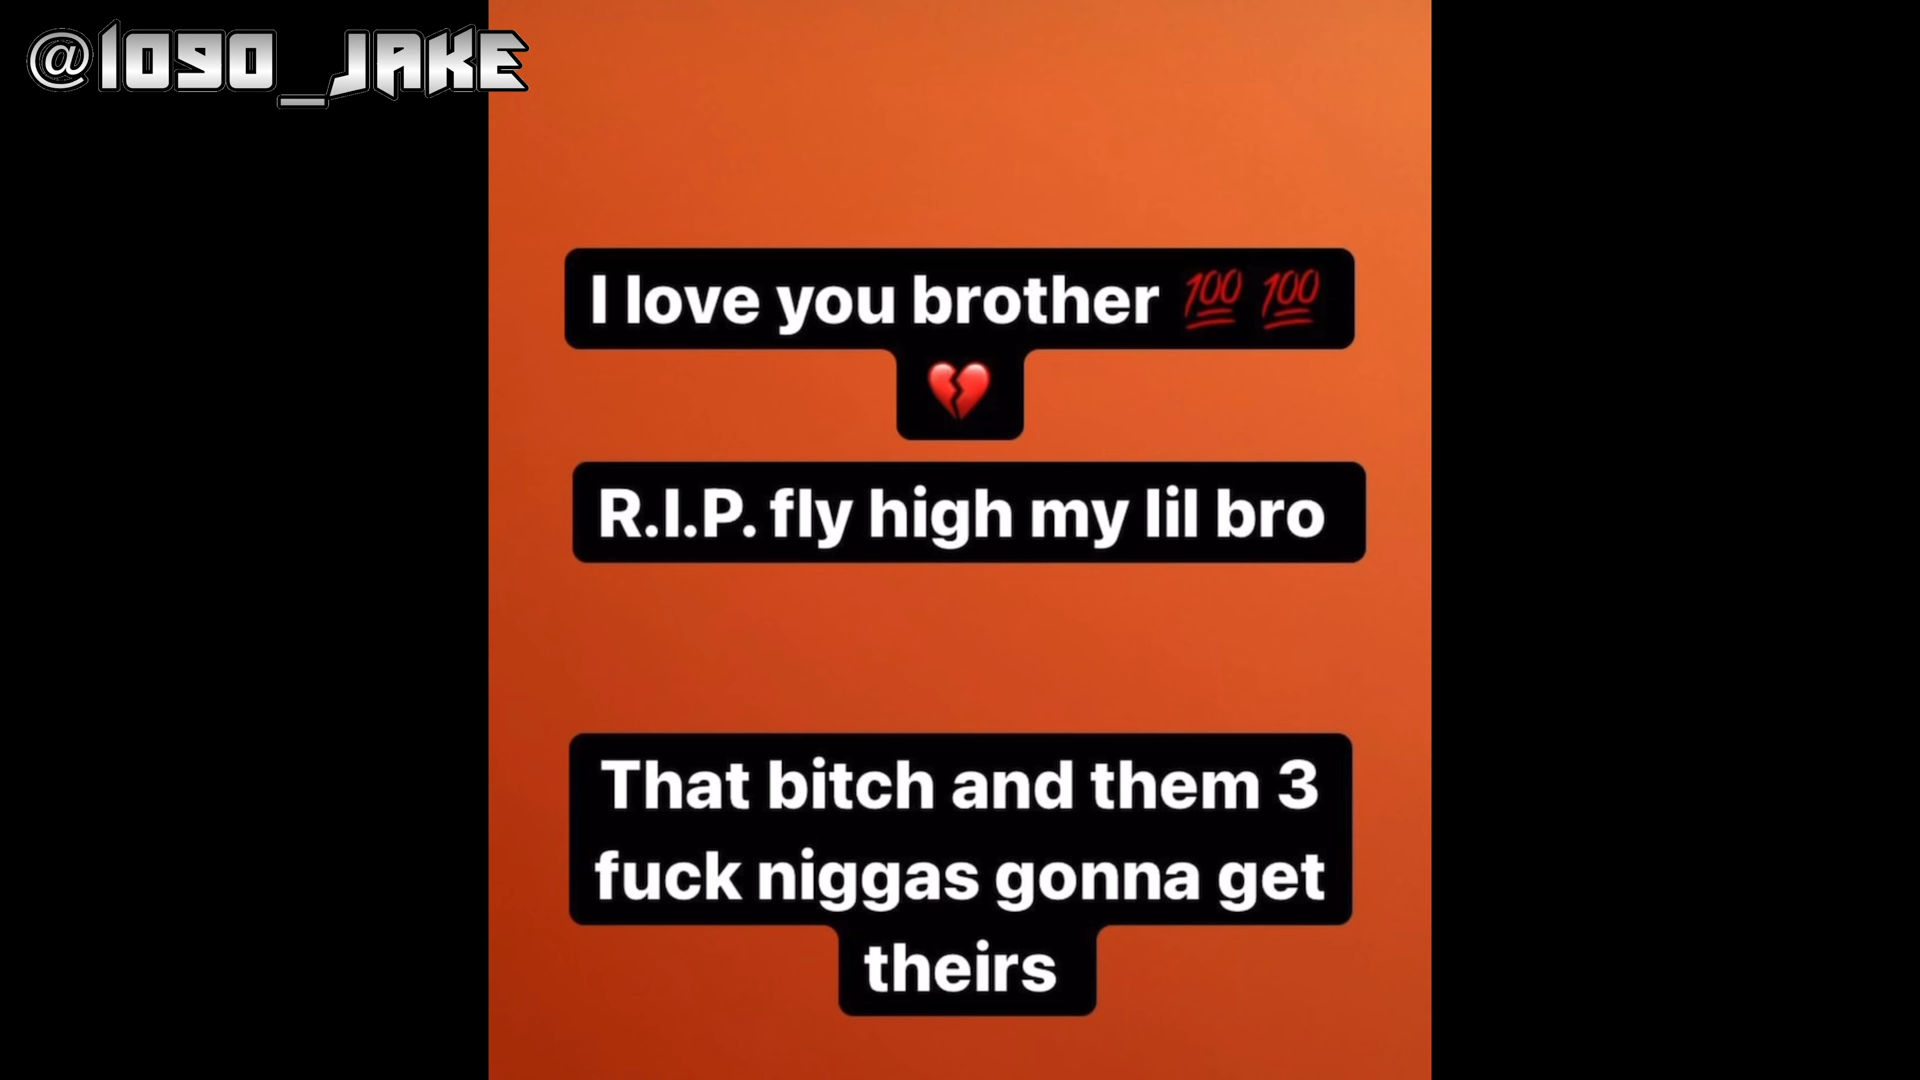 @1090_JAKE
I love you brother 💯 💯
💔
R.I.P. fly high my lil bro
That bitch and them 3
fuck niggas gonna get
theirs